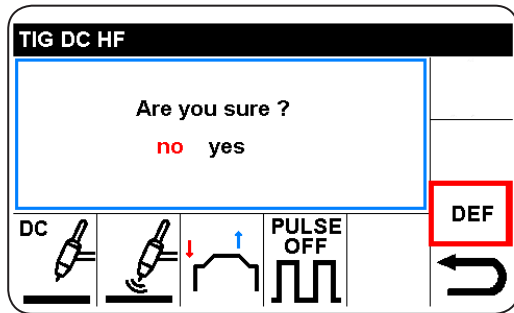 TIG DC HF
Are you sure ?
no yes
DEF
DC
PULSE
OFF